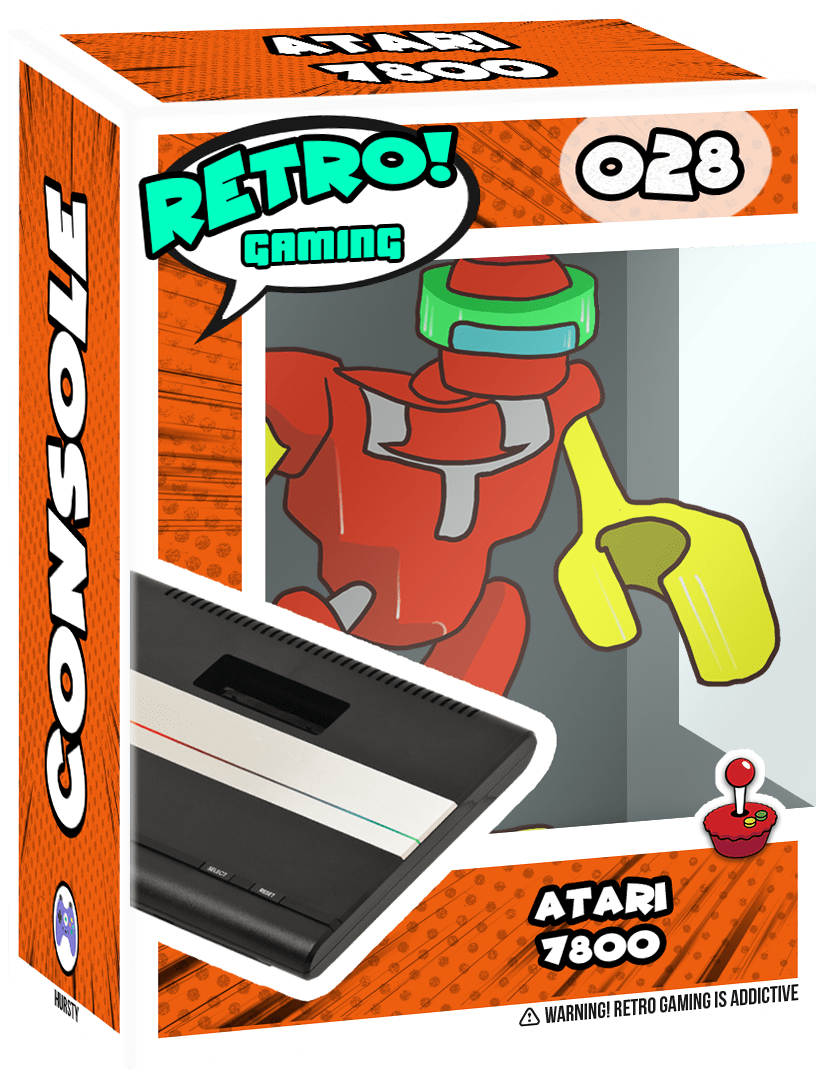 ATARI
7800
RETRO!
GAMING
028
CONSOLE
SELECT
RESET
ATARI
7800
HURSTY
WARNING! RETRO GAMING IS ADDICTIVE